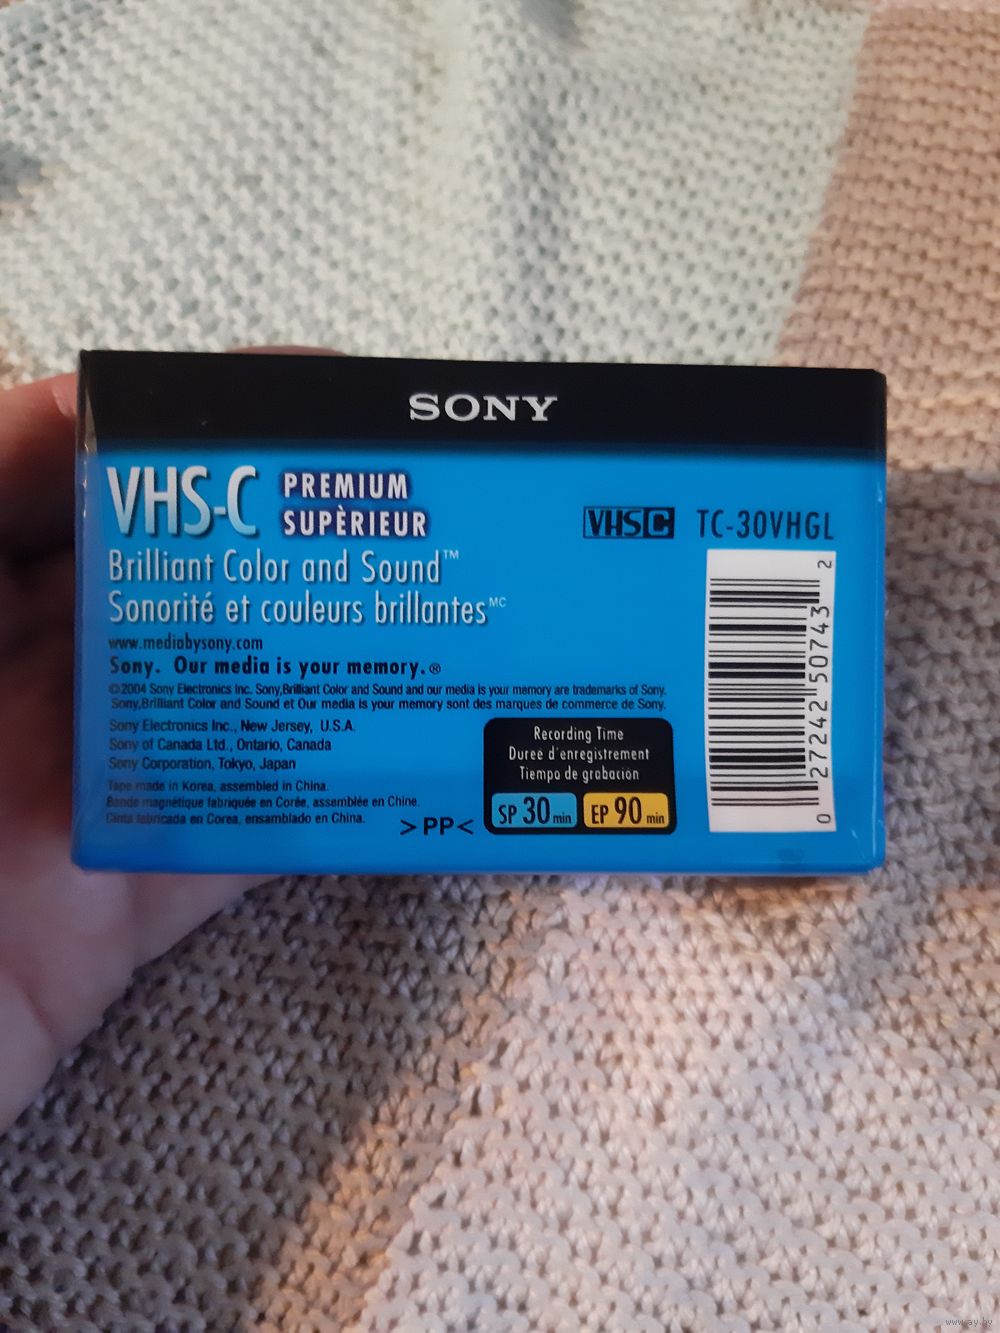 SONY
VHS-C PREMIUM
SUPÈRIEUR
VHS C TC-30VHGL
Brilliant Color and Sound™
Sonorité et couleurs brillantesMC
www.mediabysony.com
Sony. Our media is your memory.®
©2004 Sony Electronics Inc. Sony,Brilliant Color and Sound and our media is your memory are trademarks of Sony.
Sony,Brilliant Color and Sound et Our media is your memory sont des marques de commerce de Sony.
Sony Electronics Inc., New Jersey, U.S.A.
Sony of Canada Ltd., Ontario, Canada
Sony Corporation, Tokyo, Japan
Tape made in Korea, assembled in China.
Bande magnétique fabriquée en Corée, assemblée en Chine.
Cinta fabricada en Corea, ensamblado en China.
>PP<
Recording Time
Dureé d'enregistrement
Tiempo de grabación
SP 30 min EP 90 min
0 27242 50743 2
www.ay.by